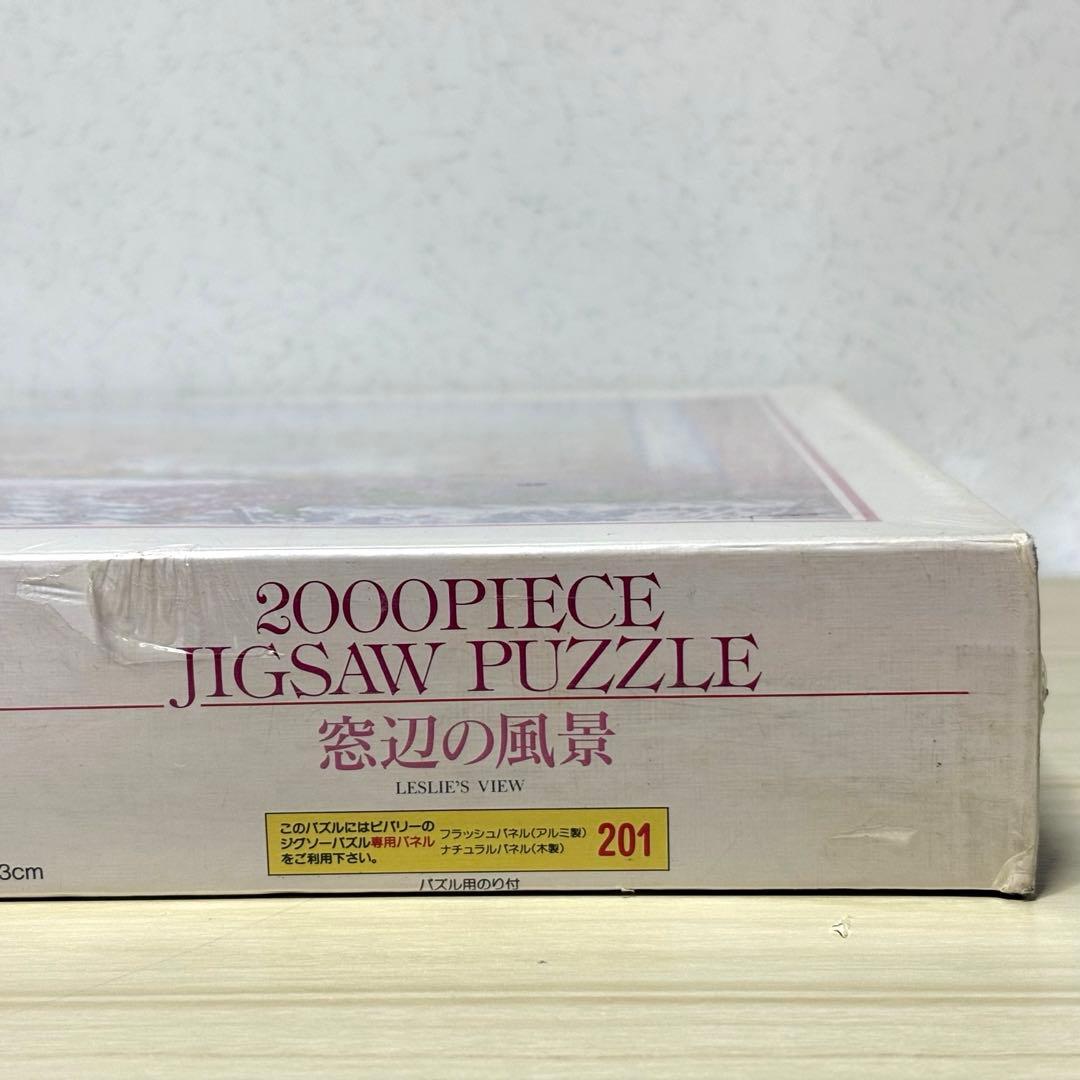 2000PIECE
JIGSAW PUZZLE
窓辺の風景
LESLIE'S VIEW
このパズルにはビバリーの
ジグソーパズル専用パネル
をご利用下さい。
フラッシュパネル(アルミ製)
ナチュラルパネル(木製)
201
3cm
パズル用のり付